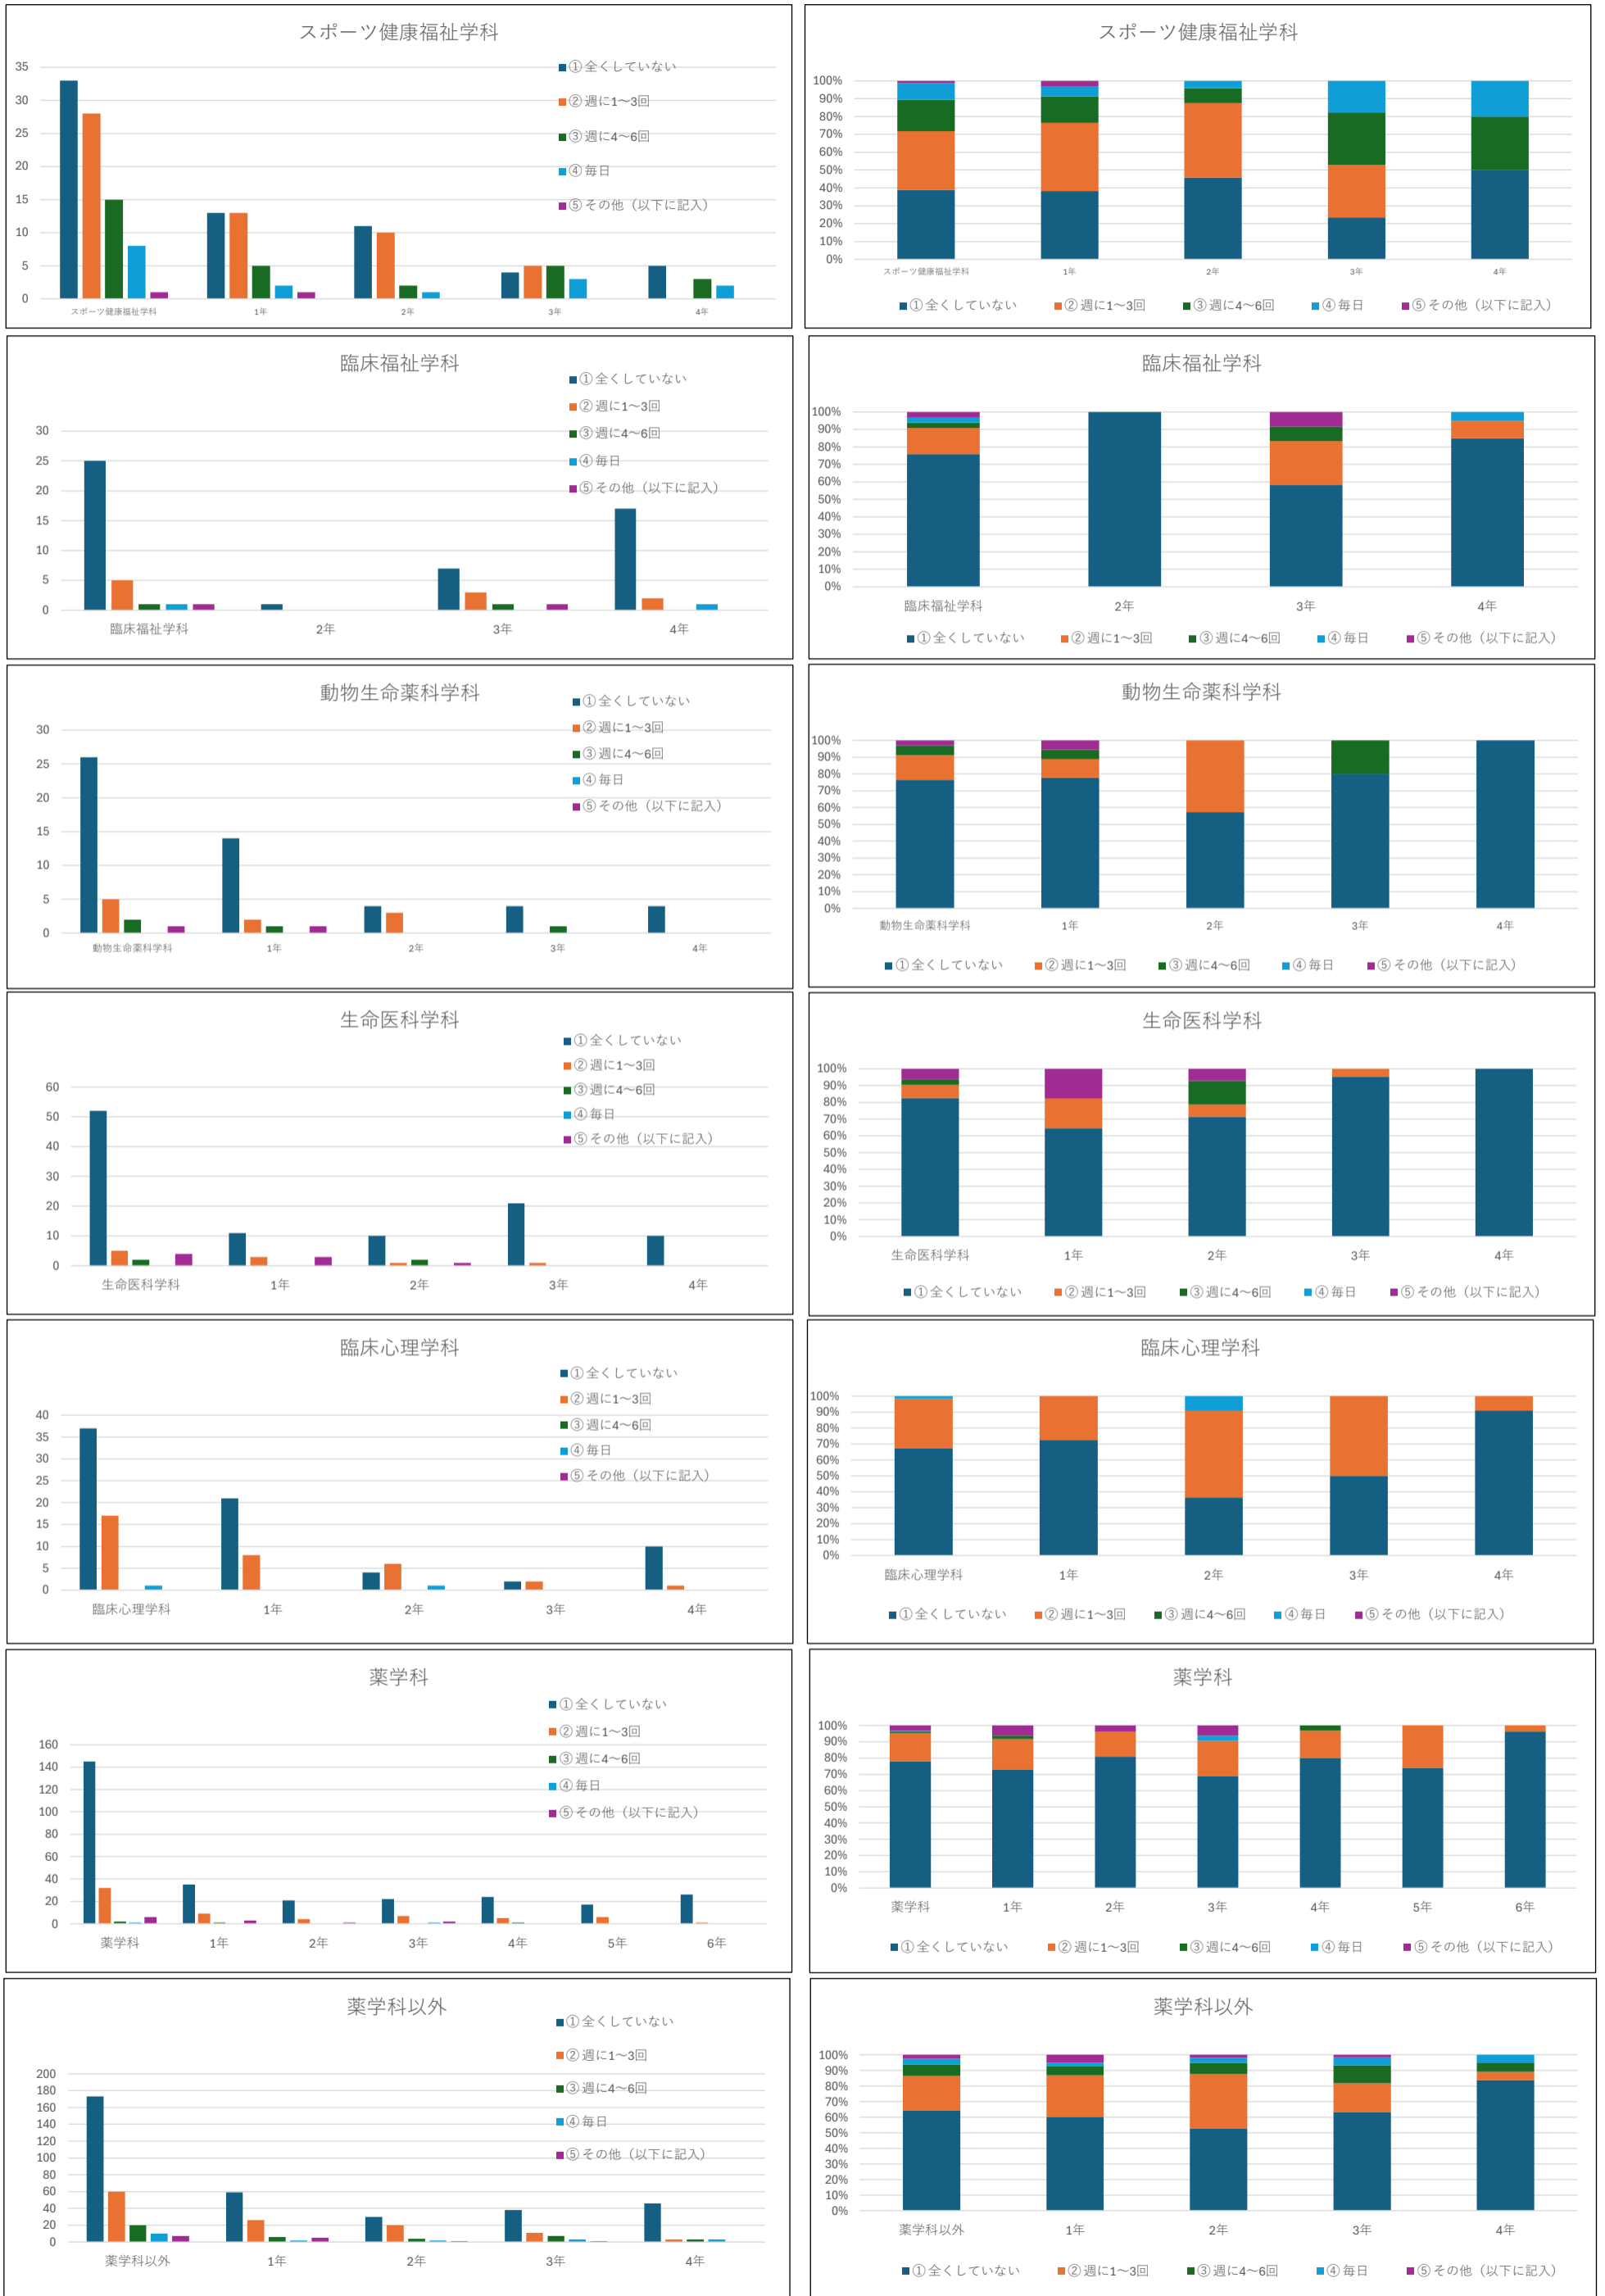 スポーツ健康福祉学科
35
30
25
20
15
10
5
0
①全くしていない
②週に1～3回
③週に4～6回
④毎日
⑤その他（以下に記入）
スポーツ健康福祉学科 1年 2年 3年 4年
スポーツ健康福祉学科
100%
90%
80%
70%
60%
50%
40%
30%
20%
10%
0%
スポーツ健康福祉学科 1年 2年 3年 4年
①全くしていない ②週に1～3回 ③週に4～6回 ④毎日 ⑤その他（以下に記入）
臨床福祉学科
①全くしていない
②週に1～3回
③週に4～6回
④毎日
⑤その他（以下に記入）
30
25
20
15
10
5
0
臨床福祉学科 2年 3年 4年
臨床福祉学科
100%
90%
80%
70%
60%
50%
40%
30%
20%
10%
0%
臨床福祉学科 2年 3年 4年
①全くしていない ②週に1～3回 ③週に4～6回 ④毎日 ⑤その他（以下に記入）
動物生命薬科学科
①全くしていない
②週に1～3回
③週に4～6回
④毎日
⑤その他（以下に記入）
30
25
20
15
10
5
0
動物生命薬科学科 1年 2年 3年 4年
動物生命薬科学科
100%
90%
80%
70%
60%
50%
40%
30%
20%
10%
0%
動物生命薬科学科 1年 2年 3年 4年
①全くしていない ②週に1～3回 ③週に4～6回 ④毎日 ⑤その他（以下に記入）
生命医科学科
①全くしていない
②週に1～3回
③週に4～6回
④毎日
⑤その他（以下に記入）
60
50
40
30
20
10
0
生命医科学科 1年 2年 3年 4年
生命医科学科
100%
90%
80%
70%
60%
50%
40%
30%
20%
10%
0%
生命医科学科 1年 2年 3年 4年
①全くしていない ②週に1～3回 ③週に4～6回 ④毎日 ⑤その他（以下に記入）
臨床心理学科
①全くしていない
②週に1～3回
③週に4～6回
④毎日
⑤その他（以下に記入）
40
35
30
25
20
15
10
5
0
臨床心理学科 1年 2年 3年 4年
臨床心理学科
100%
90%
80%
70%
60%
50%
40%
30%
20%
10%
0%
臨床心理学科 1年 2年 3年 4年
①全くしていない ②週に1～3回 ③週に4～6回 ④毎日 ⑤その他（以下に記入）
薬学科
①全くしていない
②週に1～3回
③週に4～6回
④毎日
⑤その他（以下に記入）
160
140
120
100
80
60
40
20
0
薬学科 1年 2年 3年 4年 5年 6年
薬学科
100%
90%
80%
70%
60%
50%
40%
30%
20%
10%
0%
薬学科 1年 2年 3年 4年 5年 6年
①全くしていない ②週に1～3回 ③週に4～6回 ④毎日 ⑤その他（以下に記入）
薬学科以外
①全くしていない
②週に1～3回
③週に4～6回
④毎日
⑤その他（以下に記入）
200
180
160
140
120
100
80
60
40
20
0
薬学科以外 1年 2年 3年 4年
薬学科以外
100%
90%
80%
70%
60%
50%
40%
30%
20%
10%
0%
薬学科以外 1年 2年 3年 4年
①全くしていない ②週に1～3回 ③週に4～6回 ④毎日 ⑤その他（以下に記入）